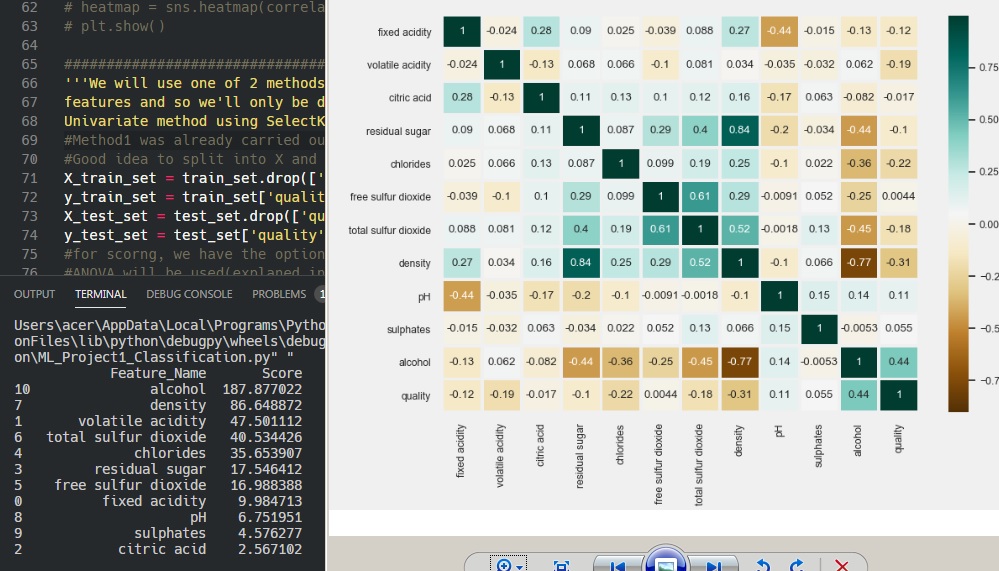 62 # heatmap = sns.heatmap(correla
63 # plt.show()
64
65 ##############################
66 '''We will use one of 2 methods
67 features and so we'll only be d
68 Univariate method using SelectK
69 #Method1 was already carried ou
70 #Good idea to split into X and
71 X_train_set = train_set.drop(['
72 y_train_set = train_set['qualit
73 X_test_set = test_set.drop(['qu
74 y_test_set = test_set['quality'
75 #for scorng, we have the option
76 #ANOVA will be used(explaned in
OUTPUT TERMINAL DEBUG CONSOLE PROBLEMS 1
Users\acer\AppData\Local\Programs\Pytho
onFiles\lib\python\debugpy\wheels\debug
on\ML_Project1_Classification.py" "
Feature_Name Score
10 alcohol 187.877022
7 density 86.648872
1 volatile acidity 47.501112
6 total sulfur dioxide 40.534426
4 chlorides 35.653907
3 residual sugar 17.546412
5 free sulfur dioxide 16.988388
0 fixed acidity 9.984713
8 pH 6.751951
9 sulphates 4.576277
2 citric acid 2.567102
fixed acidity 1 -0.024 0.28 0.09 0.025 -0.039 0.088 0.27 -0.44 -0.015 -0.13 -0.12
volatile acidity -0.024 1 -0.13 0.068 0.066 -0.1 0.081 0.034 -0.035 -0.032 0.062 -0.19
citric acid 0.28 -0.13 1 0.11 0.13 0.1 0.12 0.16 -0.17 0.063 -0.082 -0.017
residual sugar 0.09 0.068 0.11 1 0.087 0.29 0.4 0.84 -0.2 -0.034 -0.44 -0.1
chlorides 0.025 0.066 0.13 0.087 1 0.099 0.19 0.25 -0.1 0.022 -0.36 -0.22
free sulfur dioxide -0.039 -0.1 0.1 0.29 0.099 1 0.61 0.29 -0.0091 0.052 -0.25 0.0044
total sulfur dioxide 0.088 0.081 0.12 0.4 0.19 0.61 1 0.52 -0.0018 0.13 -0.45 -0.18
density 0.27 0.034 0.16 0.84 0.25 0.29 0.52 1 -0.1 0.066 -0.77 -0.31
pH -0.44 -0.035 -0.17 -0.2 -0.1 -0.0091 -0.0018 -0.1 1 0.15 0.14 0.11
sulphates -0.015 -0.032 0.063 -0.034 0.022 0.052 0.13 0.066 0.15 1 -0.0053 0.055
alcohol -0.13 0.062 -0.082 -0.44 -0.36 -0.25 -0.45 -0.77 0.14 -0.0053 1 0.44
quality -0.12 -0.19 -0.017 -0.1 -0.22 0.0044 -0.18 -0.31 0.11 0.055 0.44 1
fixed acidity
volatile acidity
citric acid
residual sugar
chlorides
free sulfur dioxide
total sulfur dioxide
density
pH
sulphates
alcohol
quality
0.75
0.50
0.25
0.00
-0.2
-0.5
-0.7